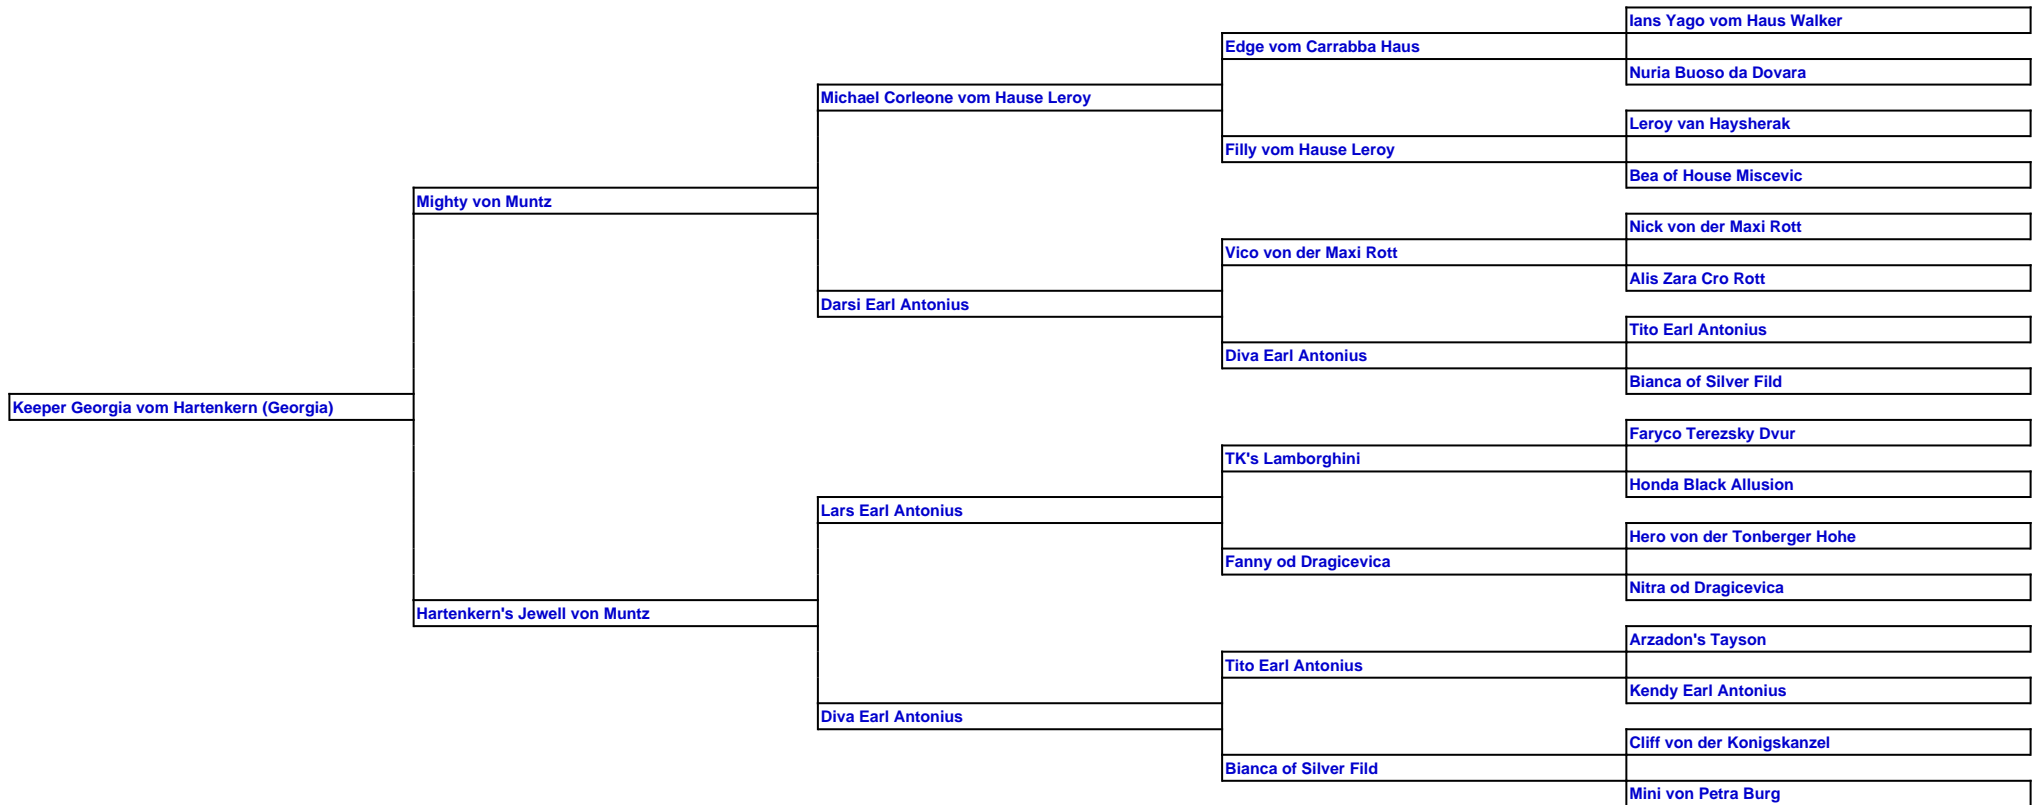 Ians Yago vom Haus Walker
Edge vom Carrabba Haus
Nuria Buoso da Dovara
Michael Corleone vom Hause Leroy
Leroy van Haysherak
Filly vom Hause Leroy
Bea of House Miscevic
Mighty von Muntz
Nick von der Maxi Rott
Vico von der Maxi Rott
Alis Zara Cro Rott
Darsi Earl Antonius
Tito Earl Antonius
Diva Earl Antonius
Bianca of Silver Fild
Keeper Georgia vom Hartenkern (Georgia)
Faryco Terezsky Dvur
TK's Lamborghini
Honda Black Allusion
Lars Earl Antonius
Hero von der Tonberger Hohe
Fanny od Dragicevica
Nitra od Dragicevica
Hartenkern's Jewell von Muntz
Arzadon's Tayson
Tito Earl Antonius
Kendy Earl Antonius
Diva Earl Antonius
Cliff von der Konigskanzel
Bianca of Silver Fild
Mini von Petra Burg